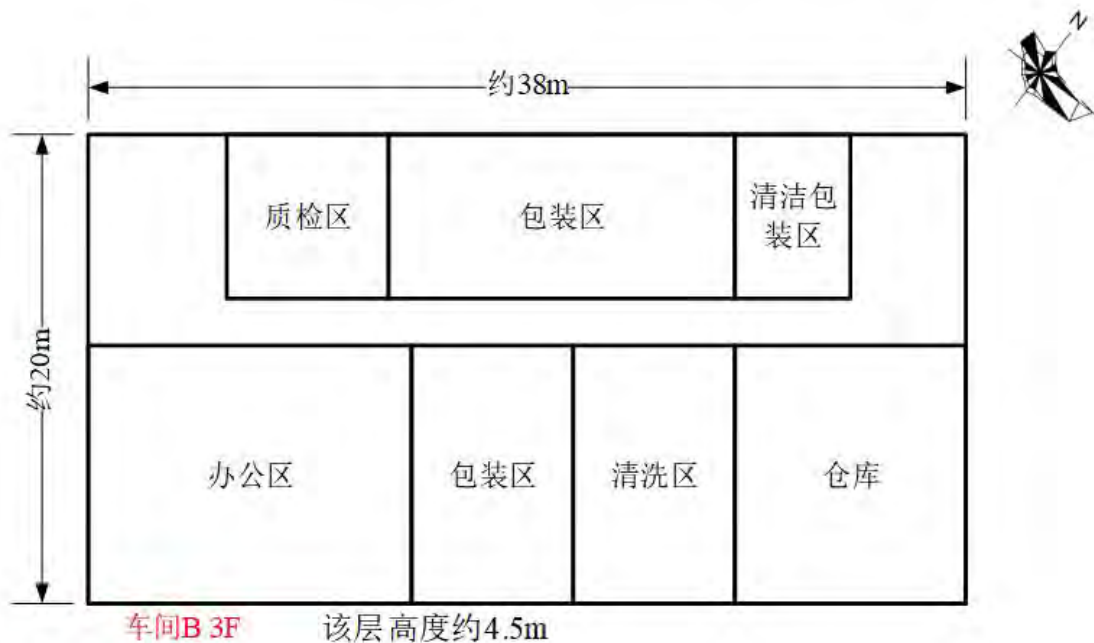 N
约38m
质检区
包装区
清洁包
装区
约20m
办公区
包装区
清洗区
仓库
车间B 3F
该层高度约4.5m